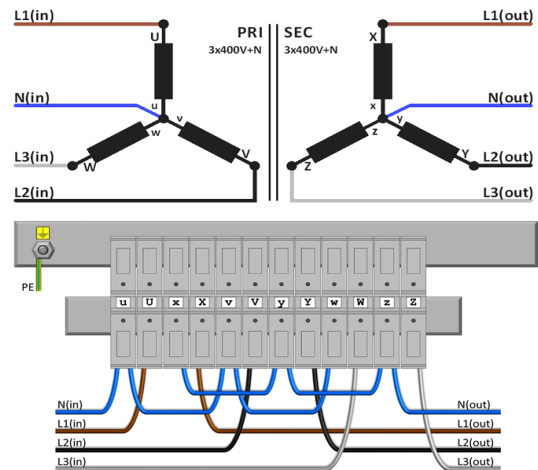 L1(in) PRI SEC L1(out)
U 3x400V+N 3x400V+N X
N(in) u v w x y z N(out)
L3(in) W V Z Y L2(out)
L2(in) L3(out)
PE
u U x X v V y Y w W z Z
N(in) N(out)
L1(in) L1(out)
L2(in) L2(out)
L3(in) L3(out)